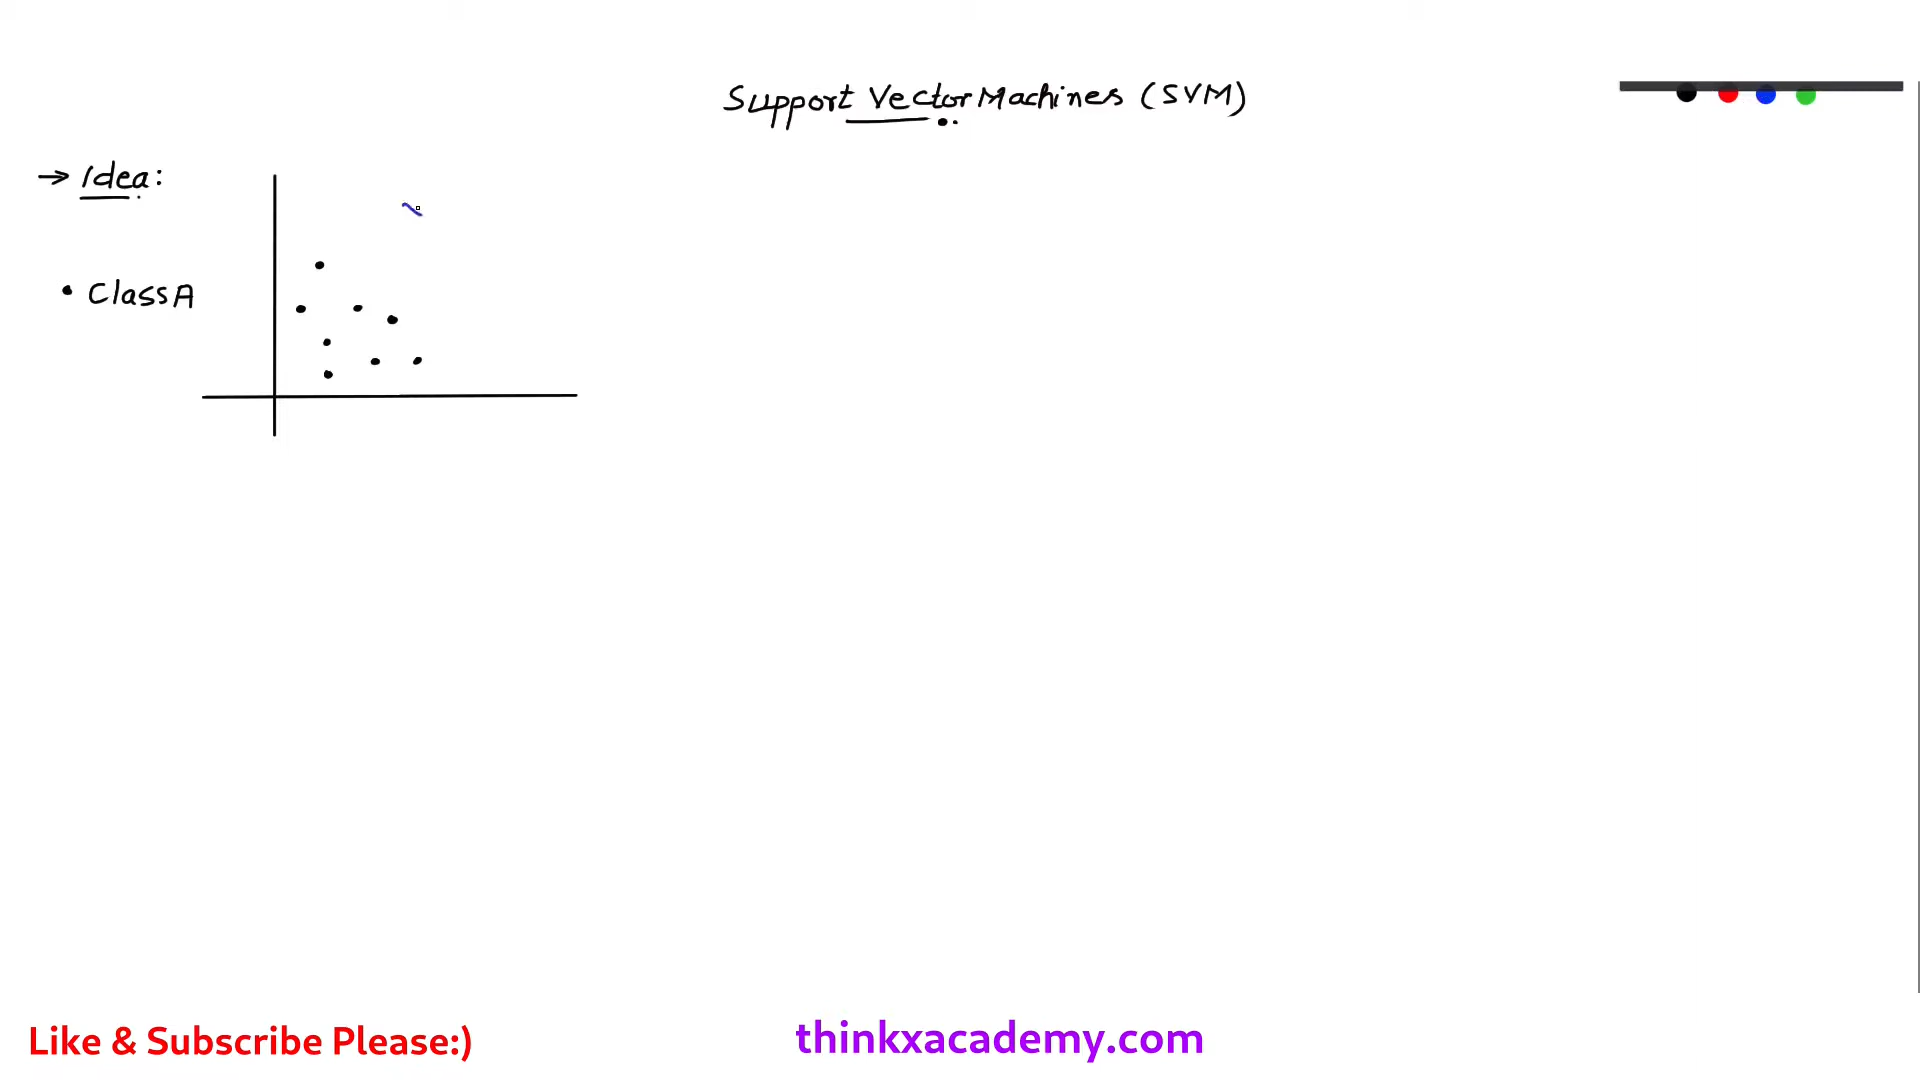 Support Vector Machines (SVM)
→ Idea:
• Class A
Like & Subscribe Please:)
thinkxacademy.com